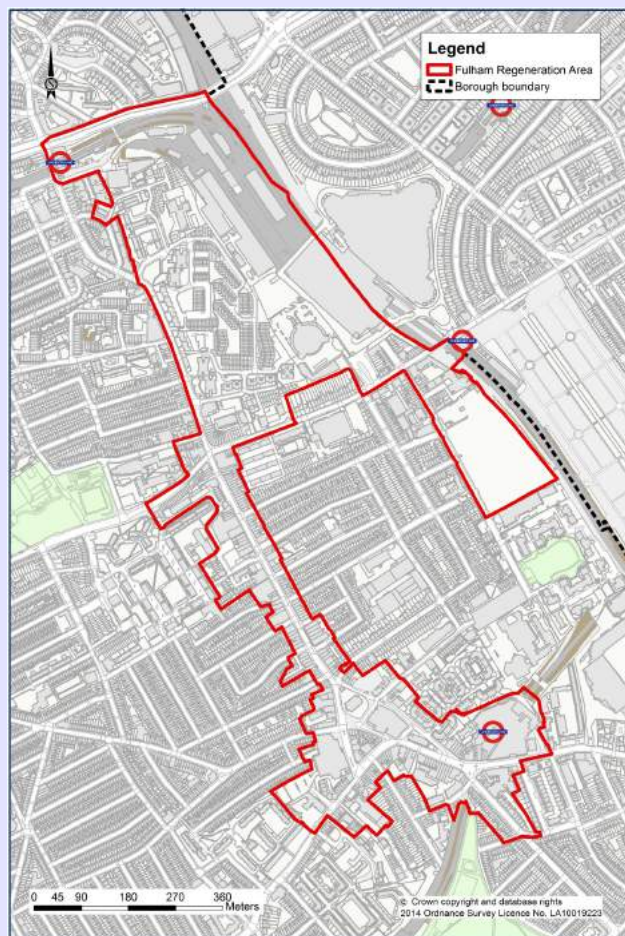 Legend
Fulham Regeneration Area
Borough boundary
0 45 90 180 270 360
Meters
© Crown copyright and database rights
2014 Ordnance Survey Licence No. LA10019223